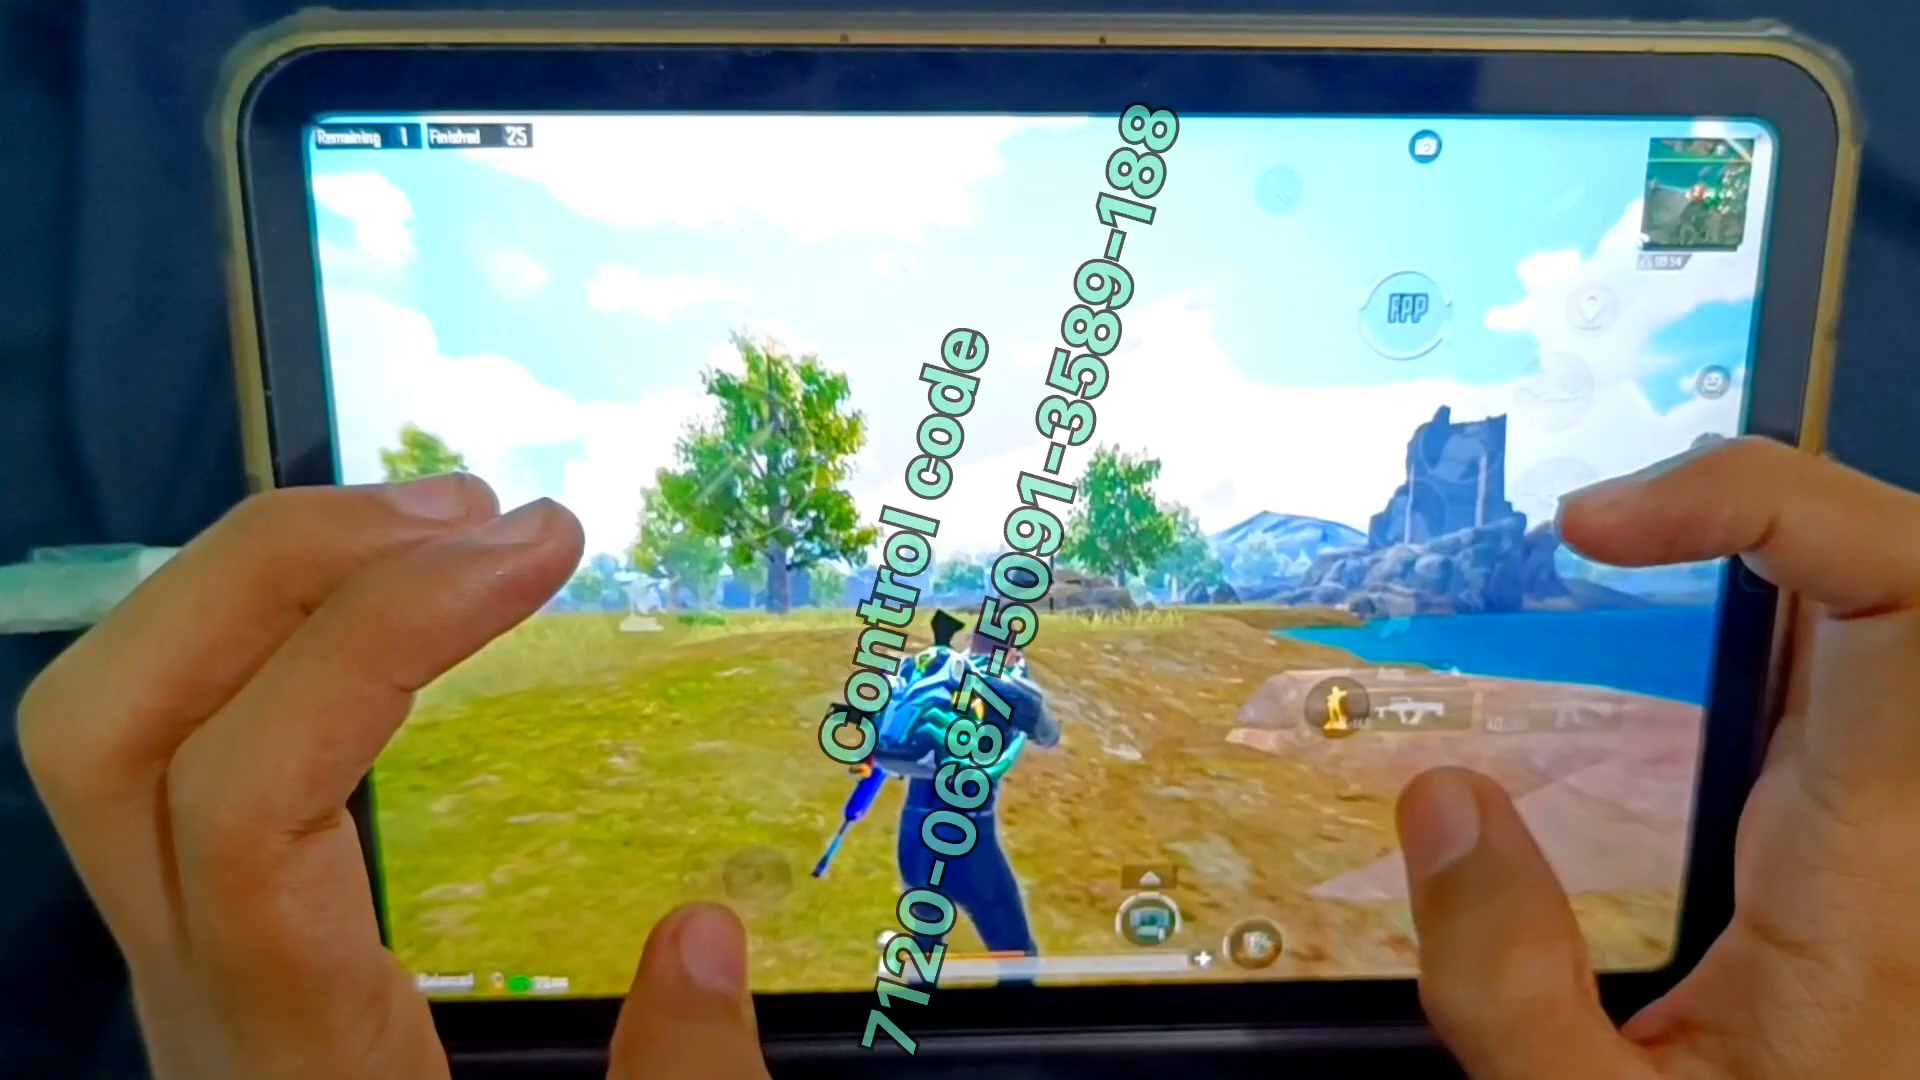 Remaining 1 Finished 25
FPP
Control code
7120-0687-5091-3589-188